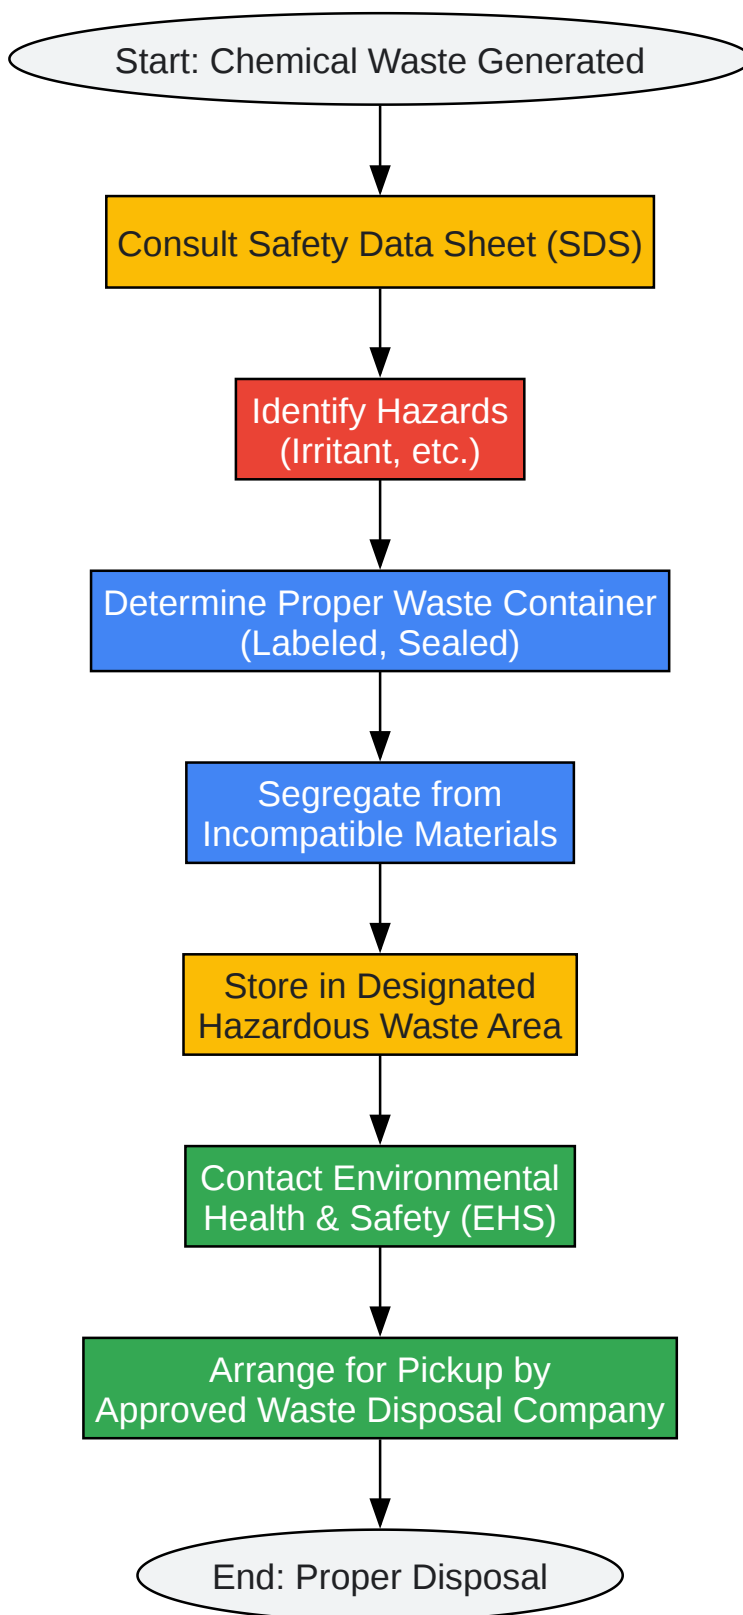 Start: Chemical Waste Generated
Consult Safety Data Sheet (SDS)
Identify Hazards
(Irritant, etc.)
Determine Proper Waste Container
(Labeled, Sealed)
Segregate from
Incompatible Materials
Store in Designated
Hazardous Waste Area
Contact Environmental
Health & Safety (EHS)
Arrange for Pickup by
Approved Waste Disposal Company
End: Proper Disposal